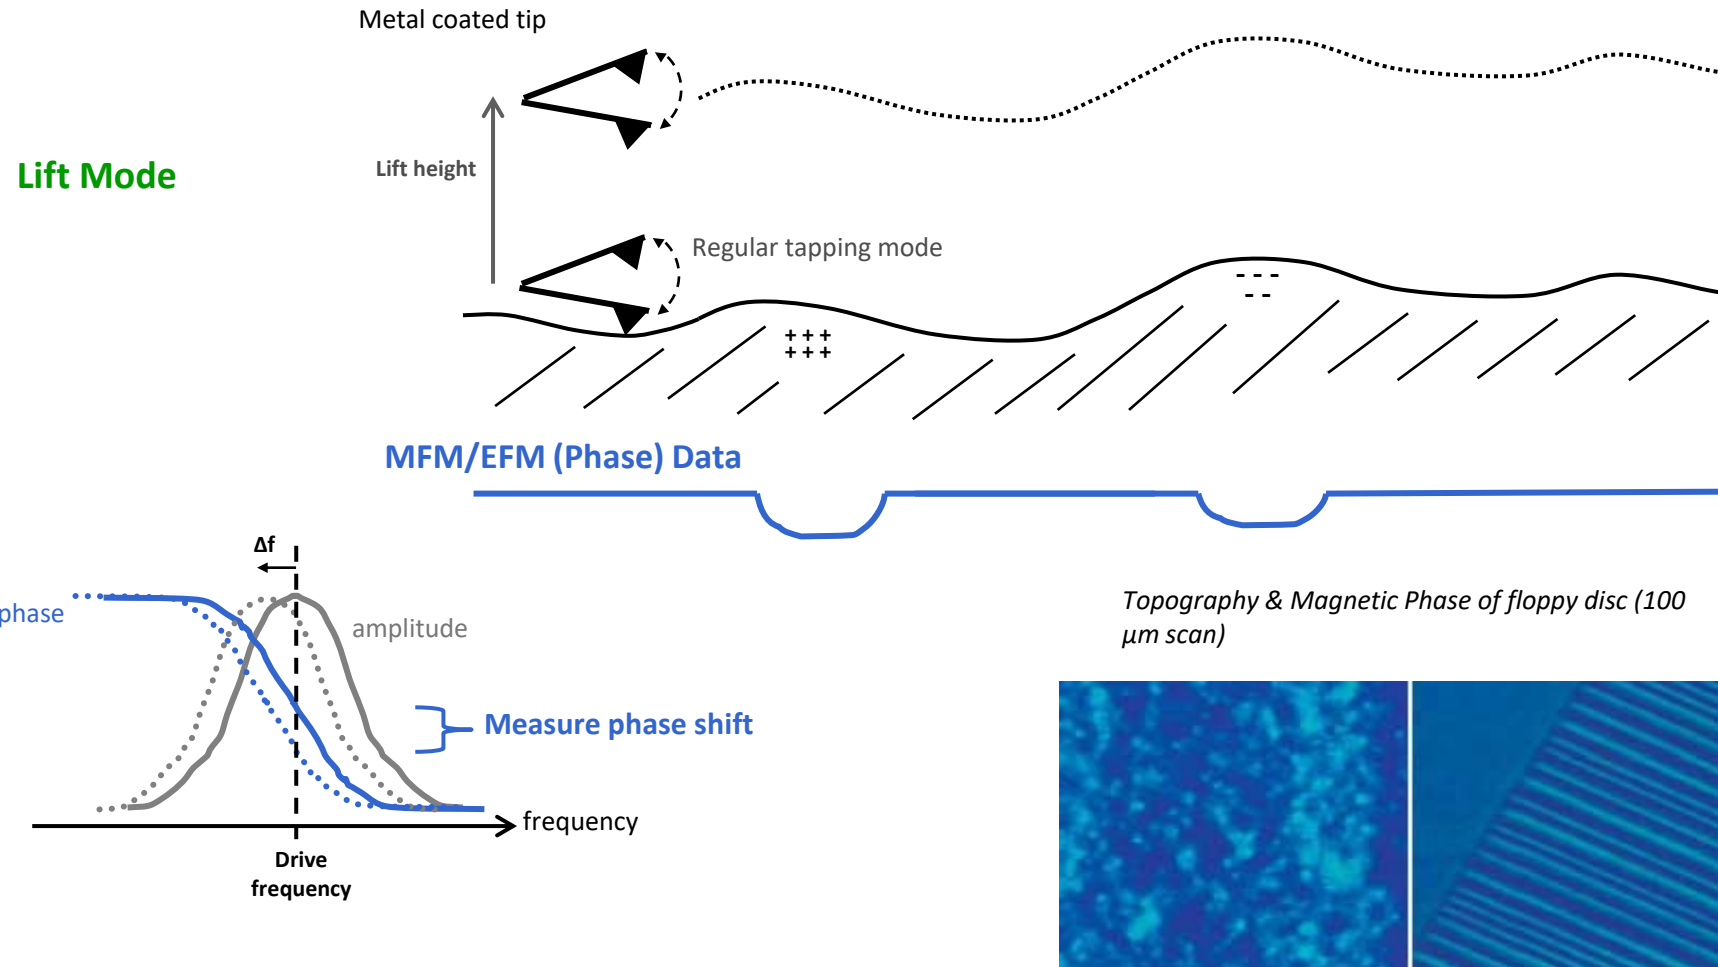 Metal coated tip
Lift Mode
Lift height
Regular tapping mode
- - -
- -
+ + +
+ + +
MFM/EFM (Phase) Data
Δf
phase
amplitude
Measure phase shift
frequency
Drive
frequency
Topography & Magnetic Phase of floppy disc (100
µm scan)